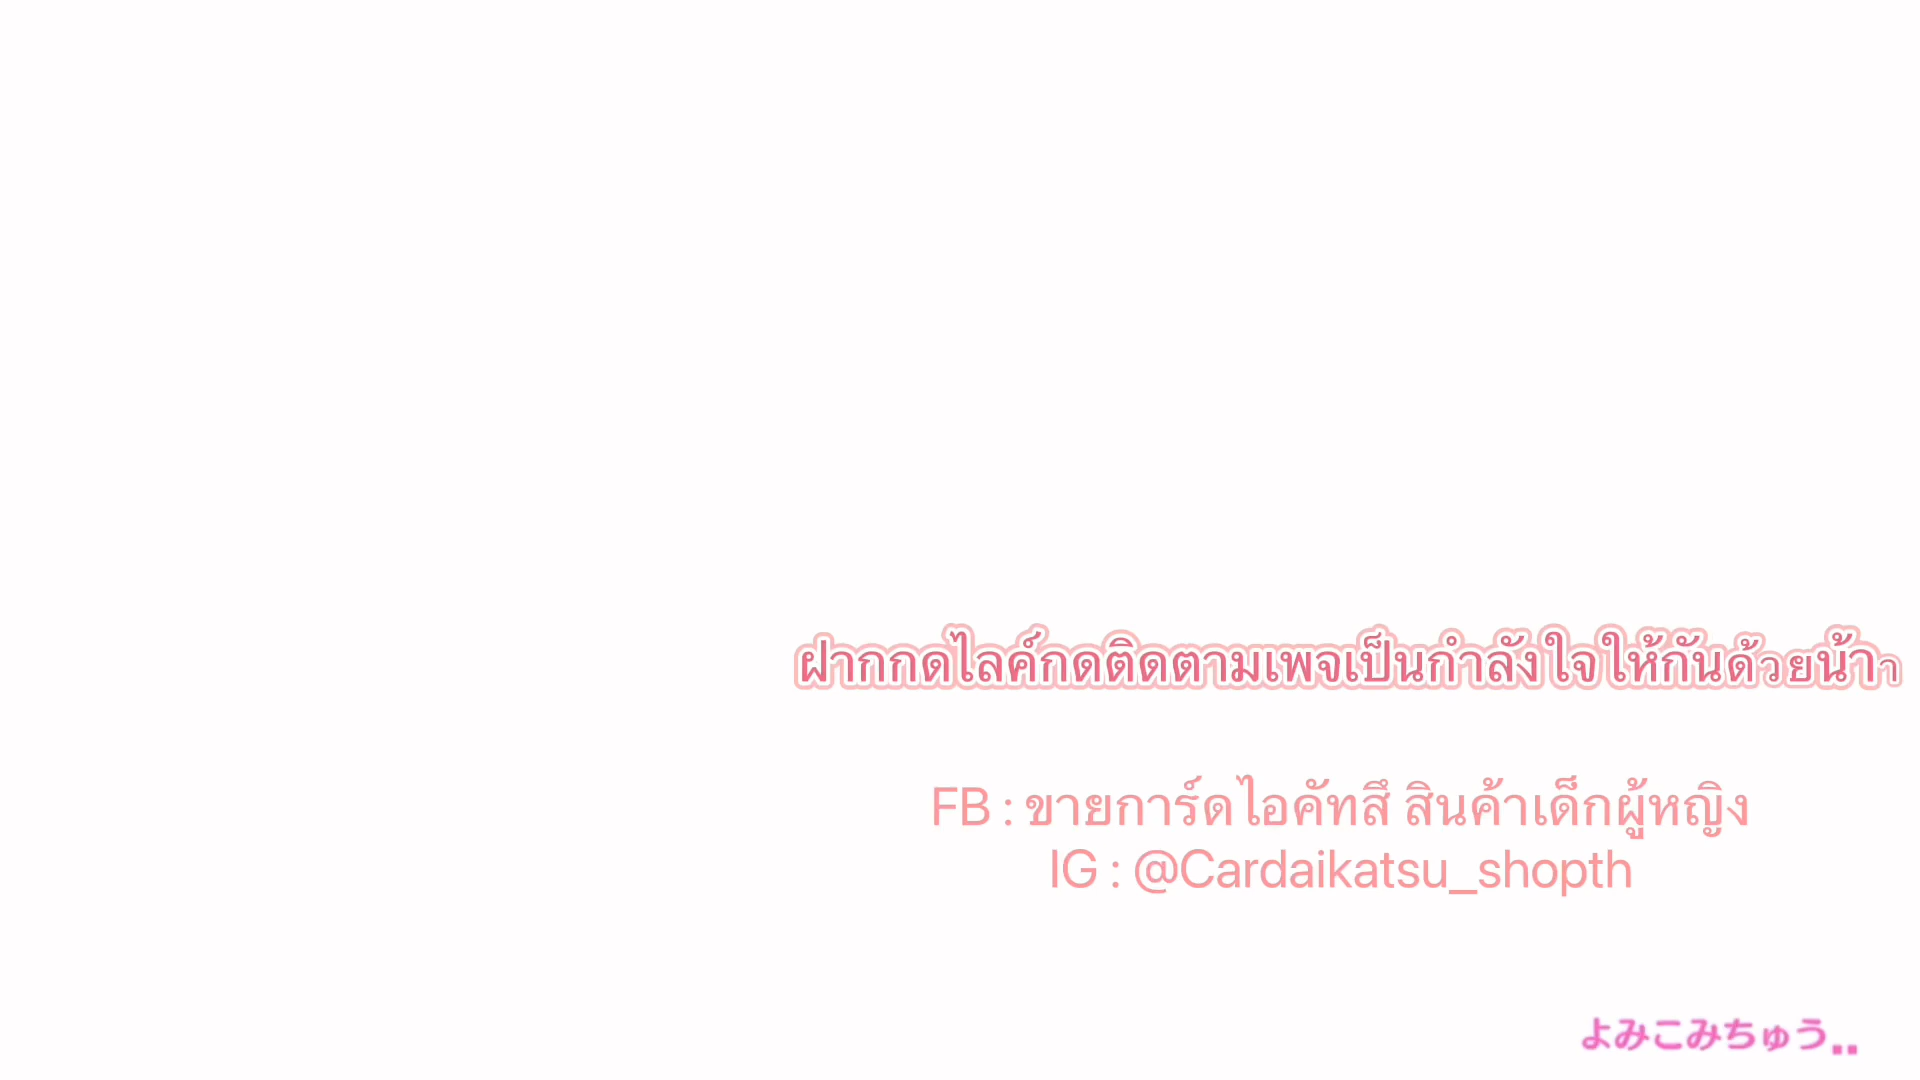 ฝากกดไลค์กดติดตามเพจเป็นกำลังใจให้กันด้วยน้าา
FB : ขายการ์ดไอคัทสึ สินค้าเด็กผู้หญิง
IG : @Cardaikatsu_shopth
よみこみちゅう..